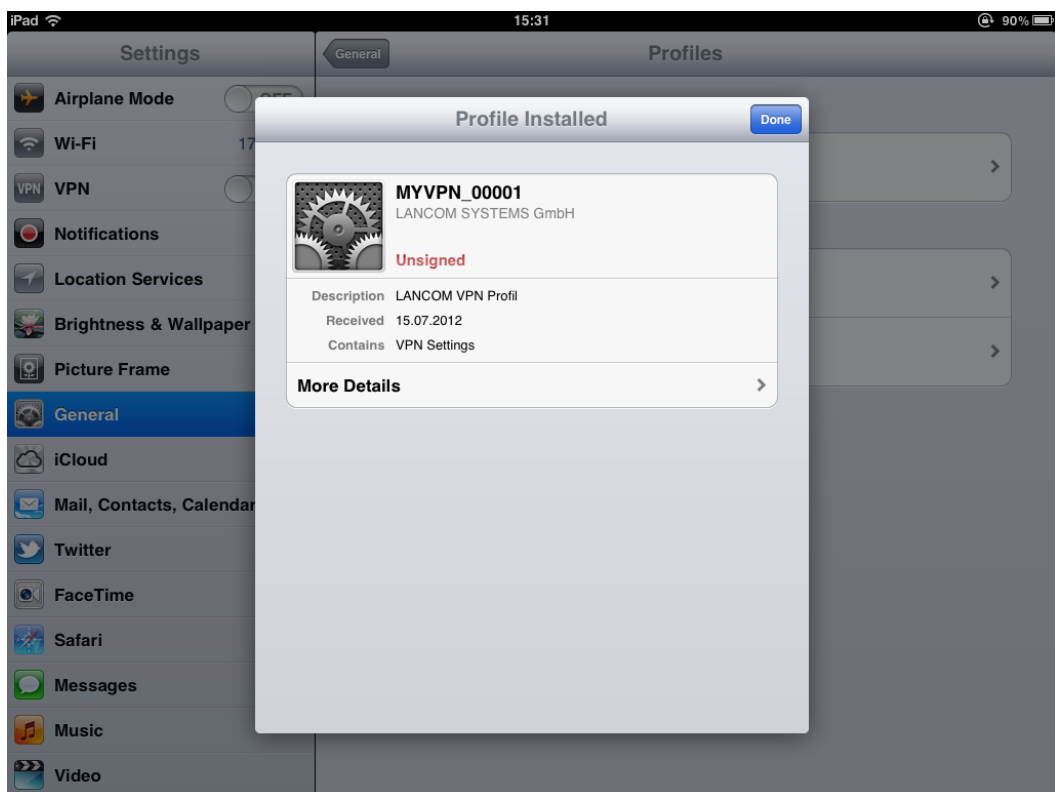 iPad 15:31 90%
Settings
General
Profiles
Airplane Mode
Wi-Fi 17
VPN VPN
Notifications
Location Services
Brightness & Wallpaper
Picture Frame
General
iCloud
Mail, Contacts, Calendar
Twitter
FaceTime
Safari
Messages
Music
Video
Profile Installed
Done
MYVPN_00001
LANCOM SYSTEMS GmbH
Unsigned
Description LANCOM VPN Profil
Received 15.07.2012
Contains VPN Settings
More Details